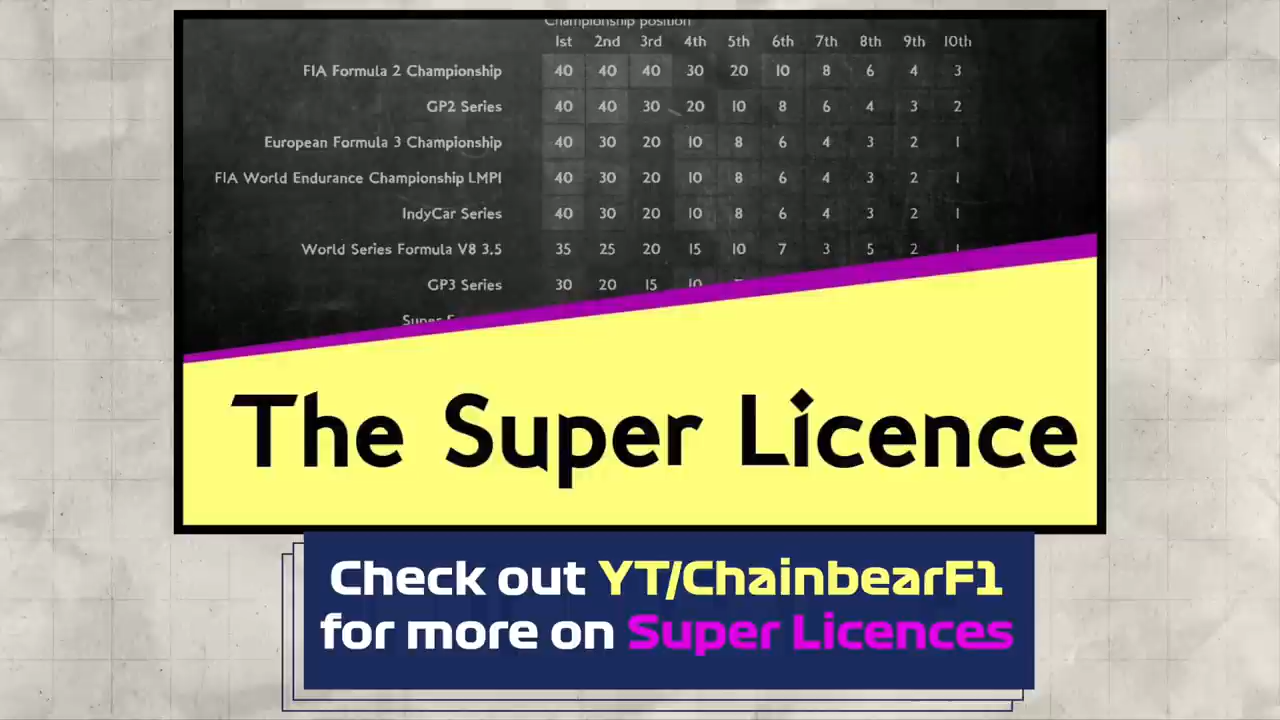 Championship position
1st 2nd 3rd 4th 5th 6th 7th 8th 9th 10th
FIA Formula 2 Championship 40 40 40 30 20 10 8 6 4 3
GP2 Series 40 40 30 20 10 8 6 4 3 2
European Formula 3 Championship 40 30 20 10 8 6 4 3 2 1
FIA World Endurance Championship LMP1 40 30 20 10 8 6 4 3 2 1
IndyCar Series 40 30 20 10 8 6 4 3 2 1
World Series Formula V8 3.5 35 25 20 15 10 7 3 5 2 1
GP3 Series 30 20 15 10
Super
The Super Licence
Check out YT/ChainbearF1
for more on Super Licences